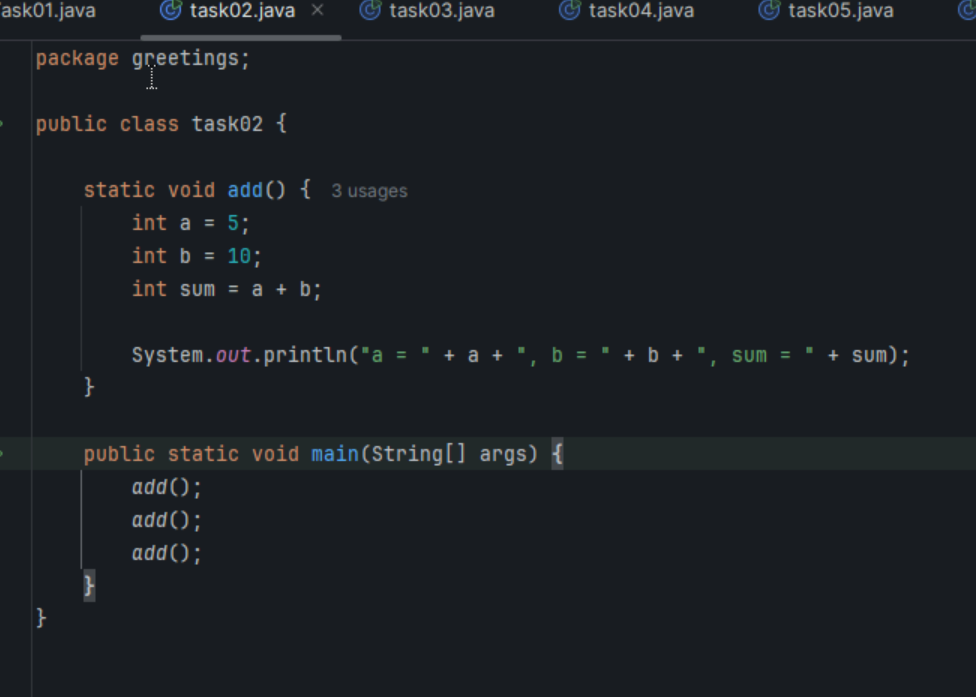 task01.java task02.java task03.java task04.java task05.java
package greetings;
public class task02 {
static void add() { 3 usages
int a = 5;
int b = 10;
int sum = a + b;
System.out.println("a = " + a + ", b = " + b + ", sum = " + sum);
}
public static void main(String[] args) {
add();
add();
add();
}
}